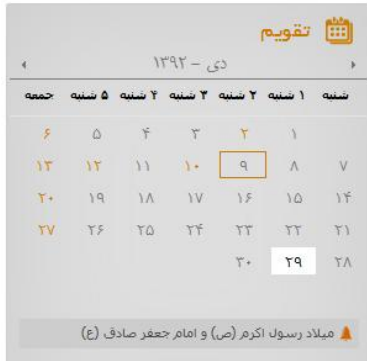 تقویم
دی – ۱۳۹۲
شنبه ۱ شنبه ۲ شنبه ۳ شنبه ۴ شنبه ۵ شنبه جمعه
۱ ۲ ۳ ۴ ۵ ۶
۷ ۸ ۹ ۱۰ ۱۱ ۱۲ ۱۳
۱۴ ۱۵ ۱۶ ۱۷ ۱۸ ۱۹ ۲۰
۲۱ ۲۲ ۲۳ ۲۴ ۲۵ ۲۶ ۲۷
۲۸ ۲۹ ۳۰
میلاد رسول اکرم (ص) و امام جعفر صادق (ع)